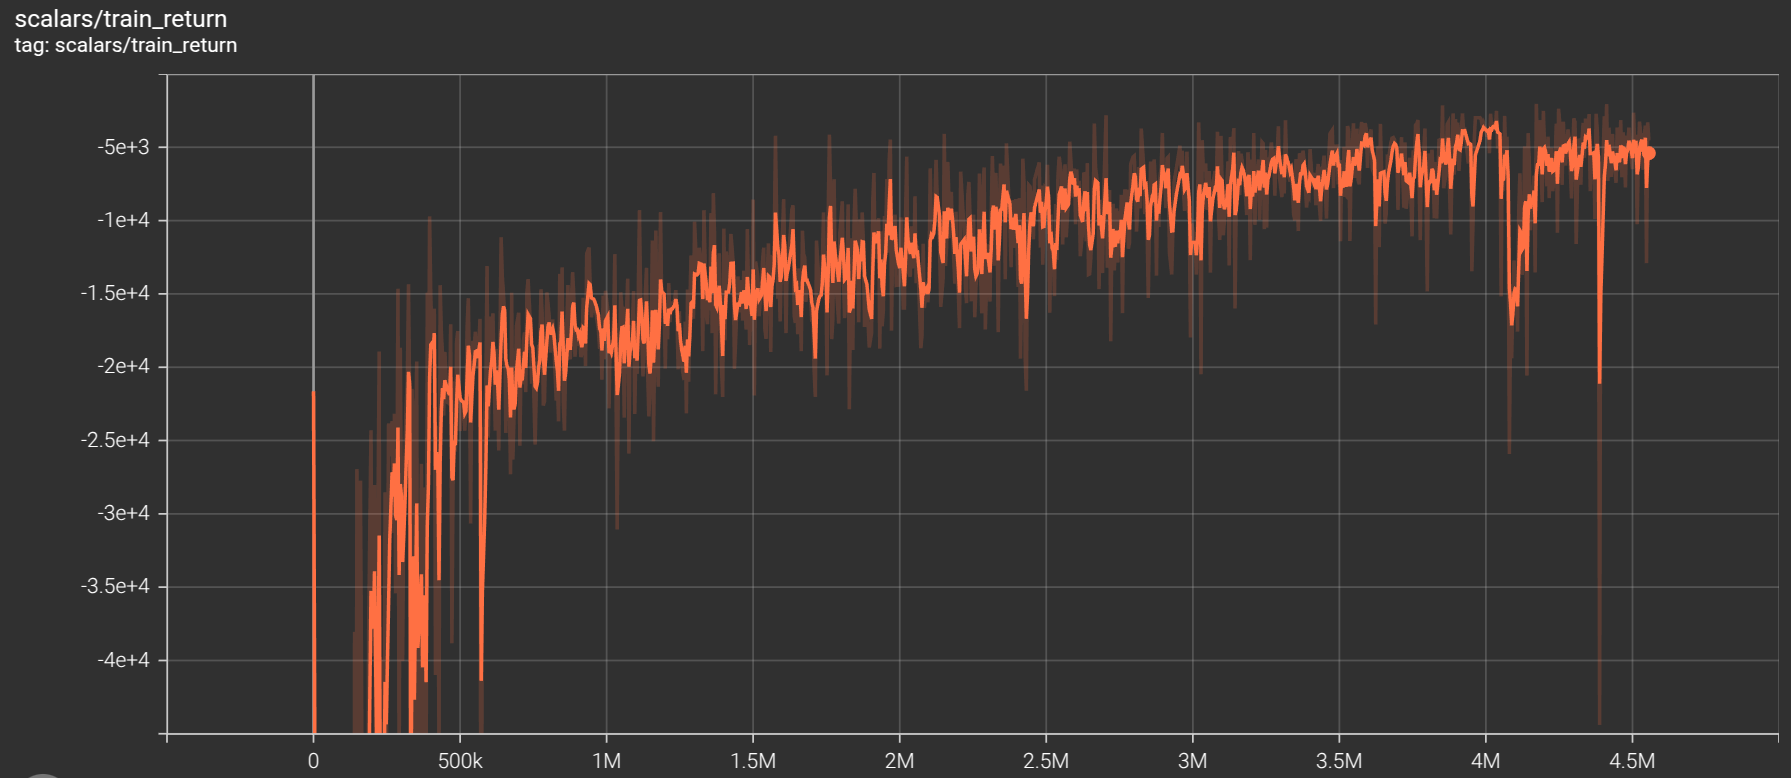 scalars/train_return
tag: scalars/train_return
-5e+3
-1e+4
-1.5e+4
-2e+4
-2.5e+4
-3e+4
-3.5e+4
-4e+4
0 500k 1M 1.5M 2M 2.5M 3M 3.5M 4M 4.5M